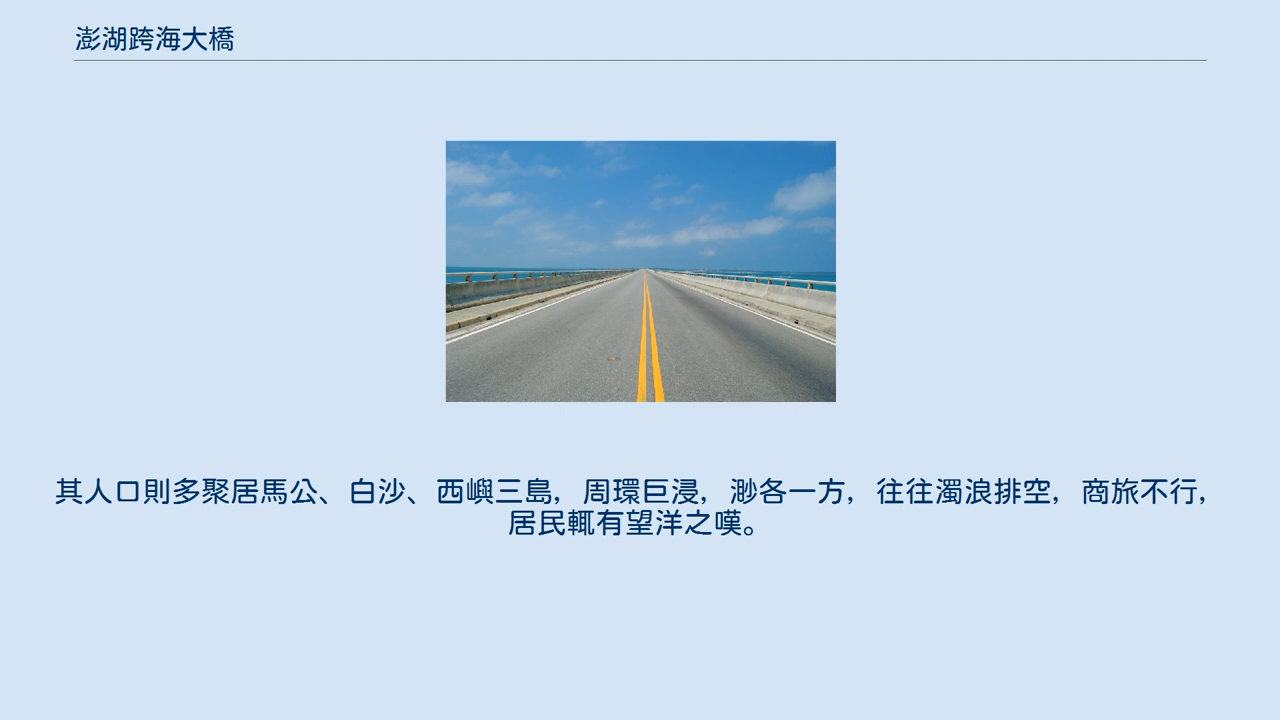 澎湖跨海大橋
其人口則多聚居馬公、白沙、西嶼三島，周環巨浸，渺各一方，往往濁浪排空，商旅不行，
居民輒有望洋之嘆。